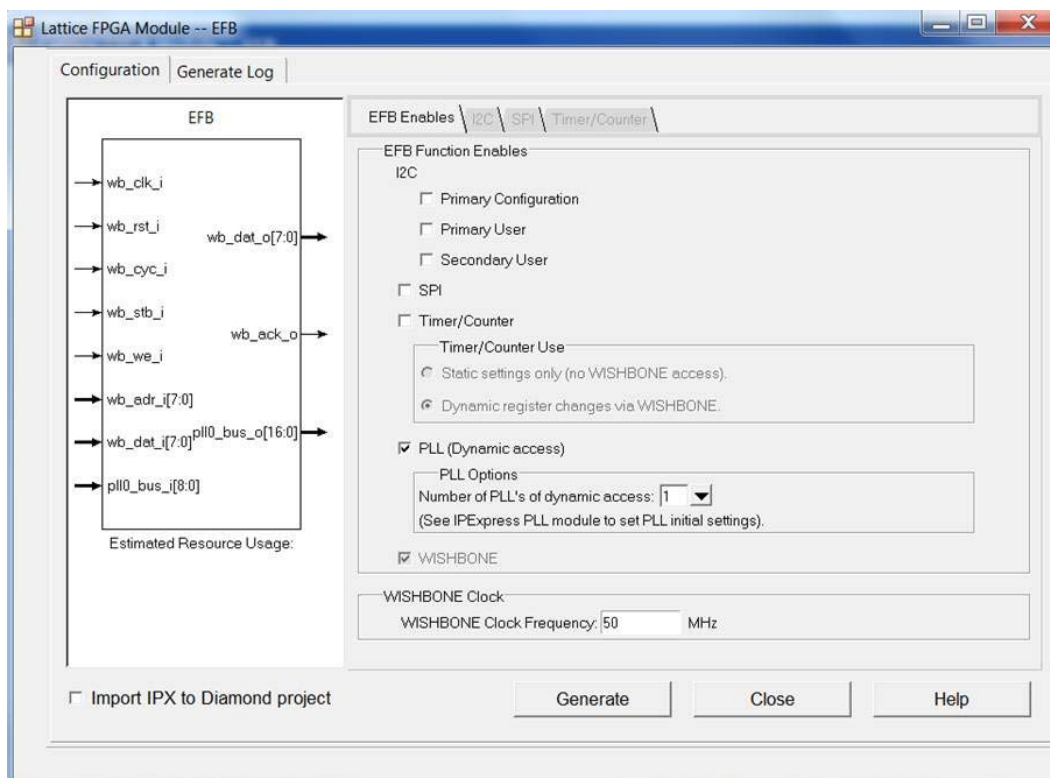 Lattice FPGA Module -- EFB
Configuration
Generate Log
EFB
wb_clk_i
wb_rst_i
wb_dat_o[7:0]
wb_cyc_i
wb_stb_i
wb_ack_o
wb_we_i
wb_adr_i[7:0]
wb_dat_i[7:0]
pll0_bus_o[16:0]
pll0_bus_i[8:0]
Estimated Resource Usage:
EFB Enables
I2C
SPI
Timer/Counter
EFB Function Enables
I2C
Primary Configuration
Primary User
Secondary User
SPI
Timer/Counter
Timer/Counter Use
Static settings only (no WISHBONE access).
Dynamic register changes via WISHBONE.
PLL (Dynamic access)
PLL Options
Number of PLL's of dynamic access: 1
(See IPExpress PLL module to set PLL initial settings).
WISHBONE
WISHBONE Clock
WISHBONE Clock Frequency: 50 MHz
Import IPX to Diamond project
Generate
Close
Help